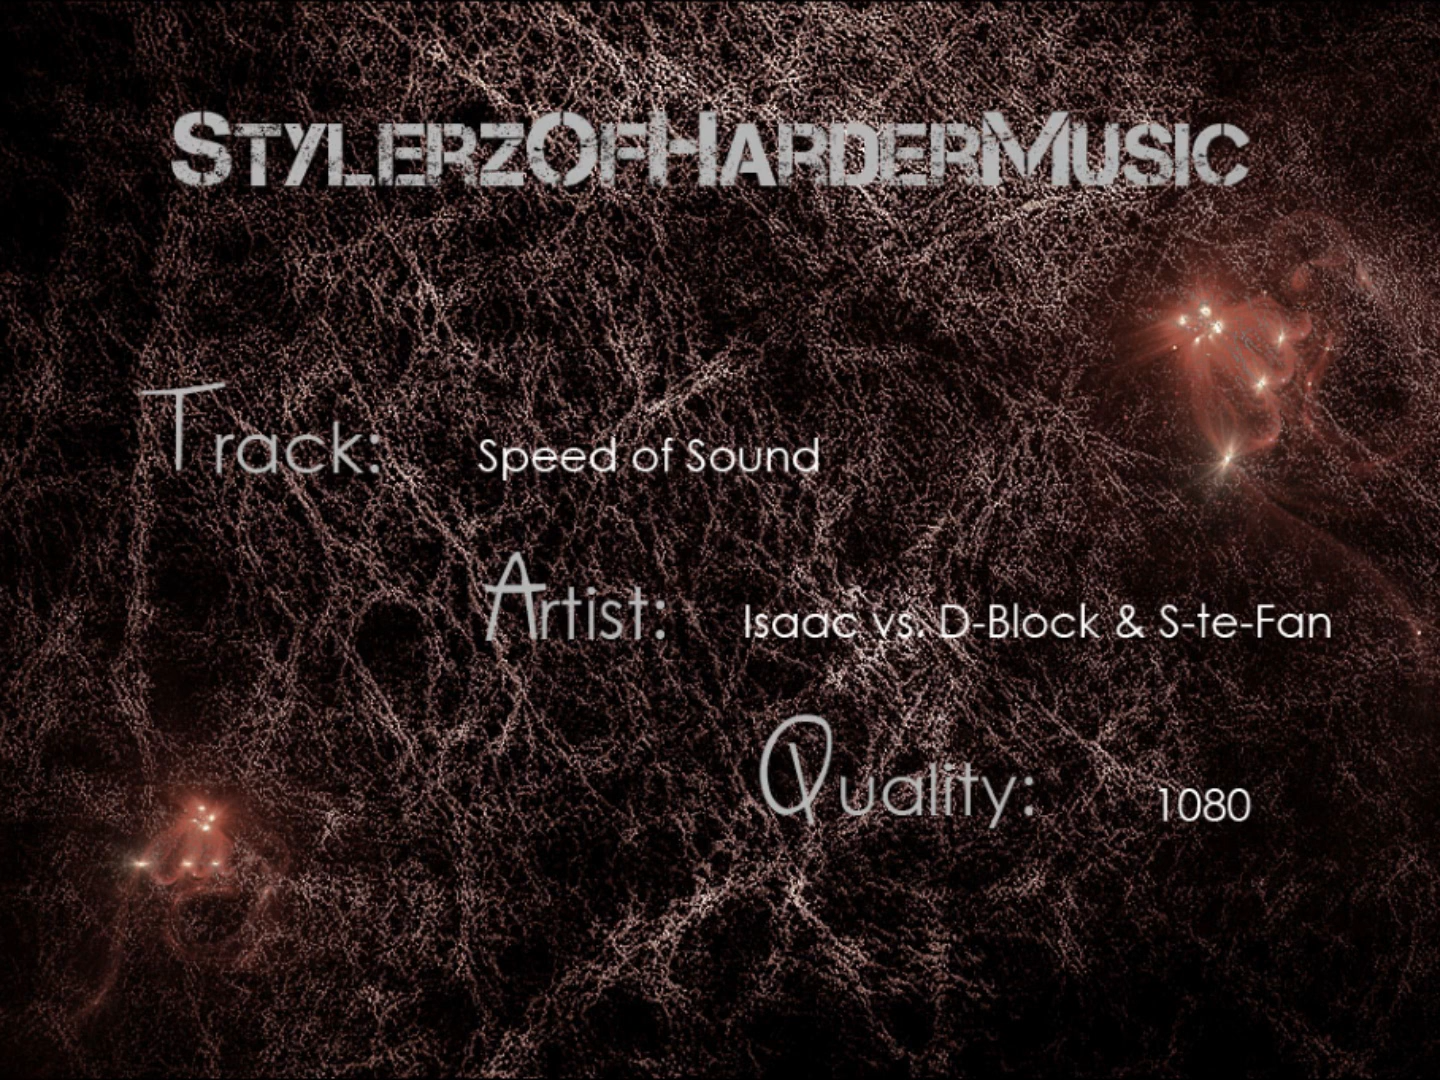 StylerzOfHarderMusic
Track: Speed of Sound
Artist: Isaac vs. D-Block & S-te-Fan
Quality: 1080